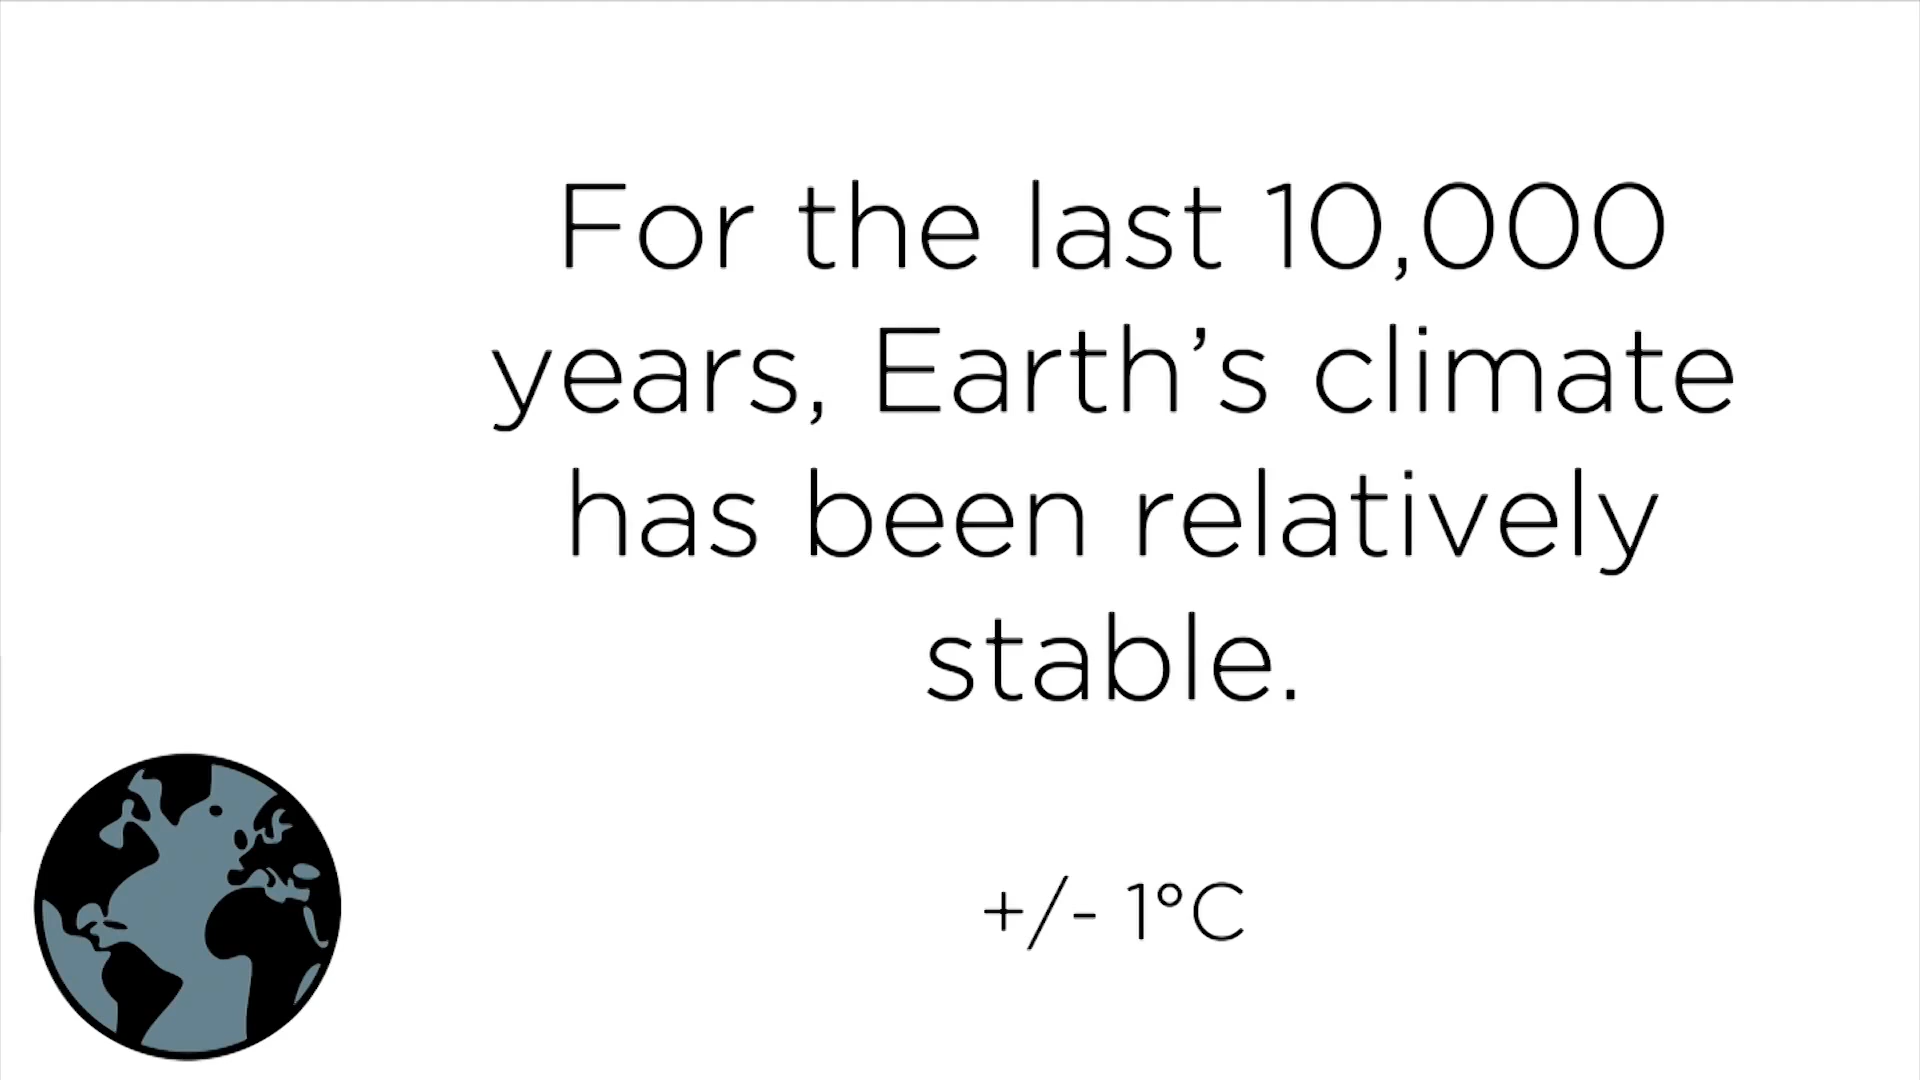 For the last 10,000
years, Earth’s climate
has been relatively
stable.
+/- 1°C